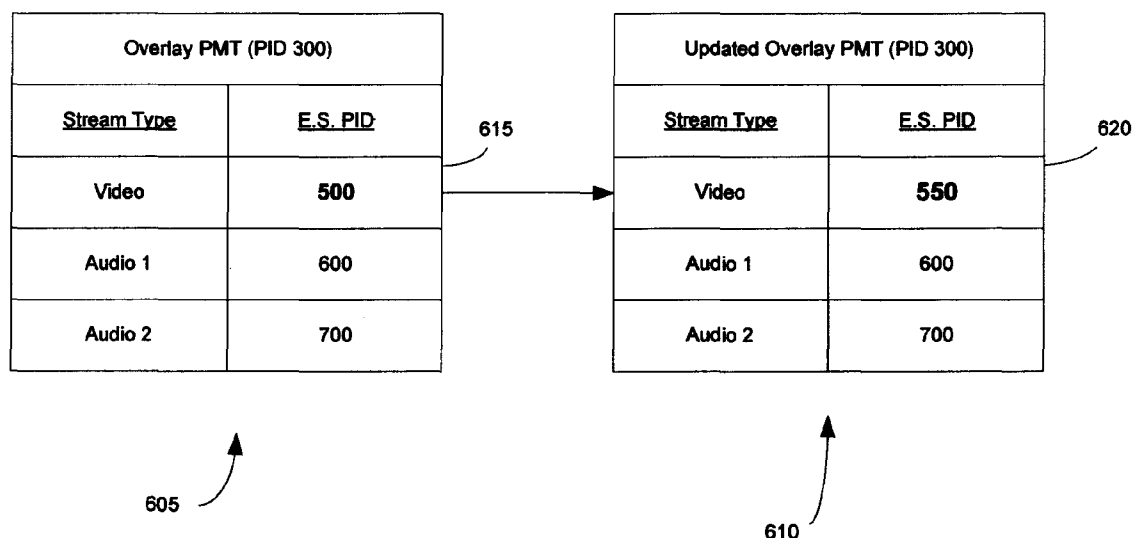 Overlay PMT (PID 300)
Stream Type E.S. PID
Video 500
Audio 1 600
Audio 2 700
615
605
Updated Overlay PMT (PID 300)
Stream Type E.S. PID
Video 550
Audio 1 600
Audio 2 700
620
610